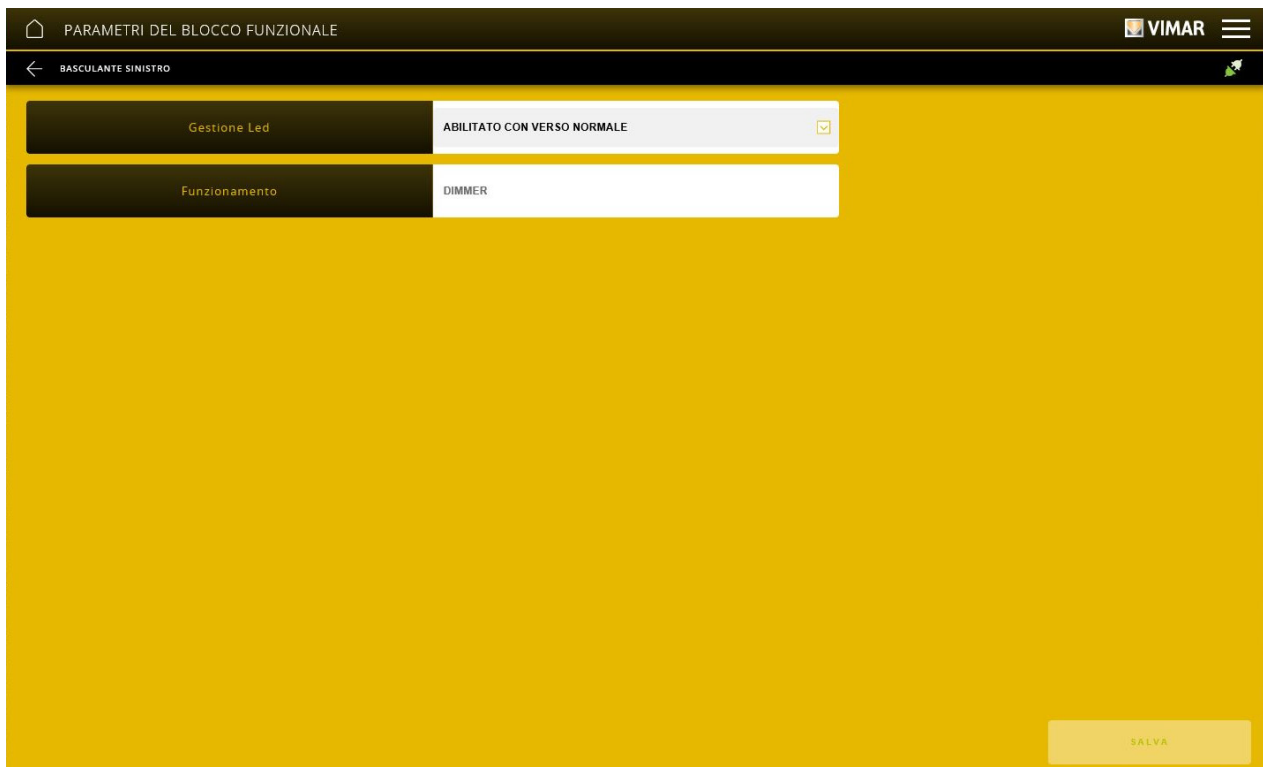 PARAMETRI DEL BLOCCO FUNZIONALE
VIMAR
BASCULANTE SINISTRO
Gestione Led
ABILITATO CON VERSO NORMALE
Funzionamento
DIMMER
SALVA